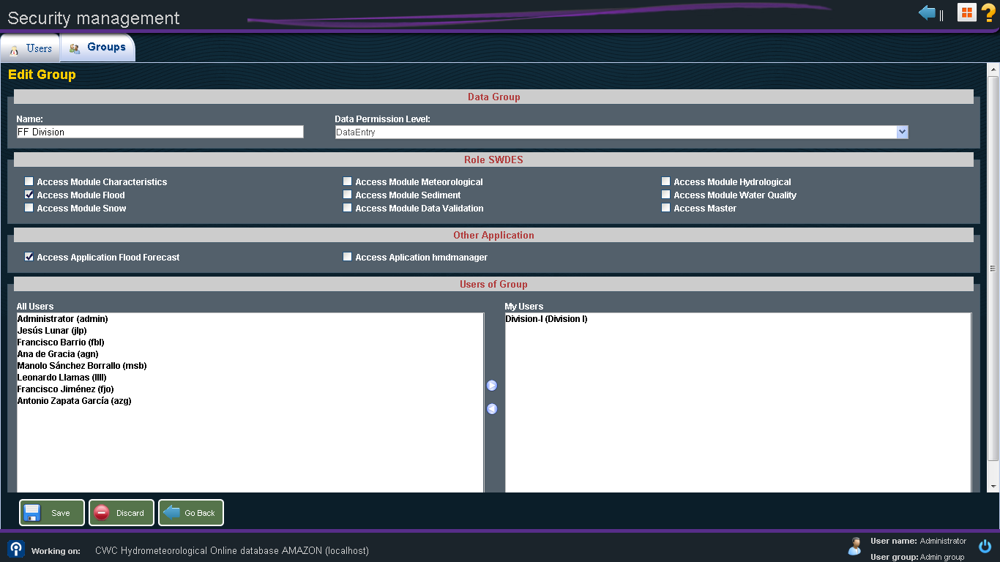 Security management
Users
Groups
Edit Group
Data Group
Name:
Data Permission Level:
FF Division
DataEntry
Role SWDES
Access Module Characteristics
Access Module Meteorological
Access Module Hydrological
Access Module Flood
Access Module Sediment
Access Module Water Quality
Access Module Snow
Access Module Data Validation
Access Master
Other Application
Access Application Flood Forecast
Access Aplication hmdmanager
Users of Group
All Users
My Users
Administrator (admin)
Jesús Lunar (jlp)
Francisco Barrio (fbl)
Ana de Gracia (agn)
Manolo Sánchez Borrallo (msb)
Leonardo Llamas (llll)
Francisco Jiménez (fjo)
Antonio Zapata García (azg)
Division-I (Division I)
Save
Discard
Go Back
Working on:
CWC Hydrometeorological Online database AMAZON (localhost)
User name: Administrator
User group: Admin group